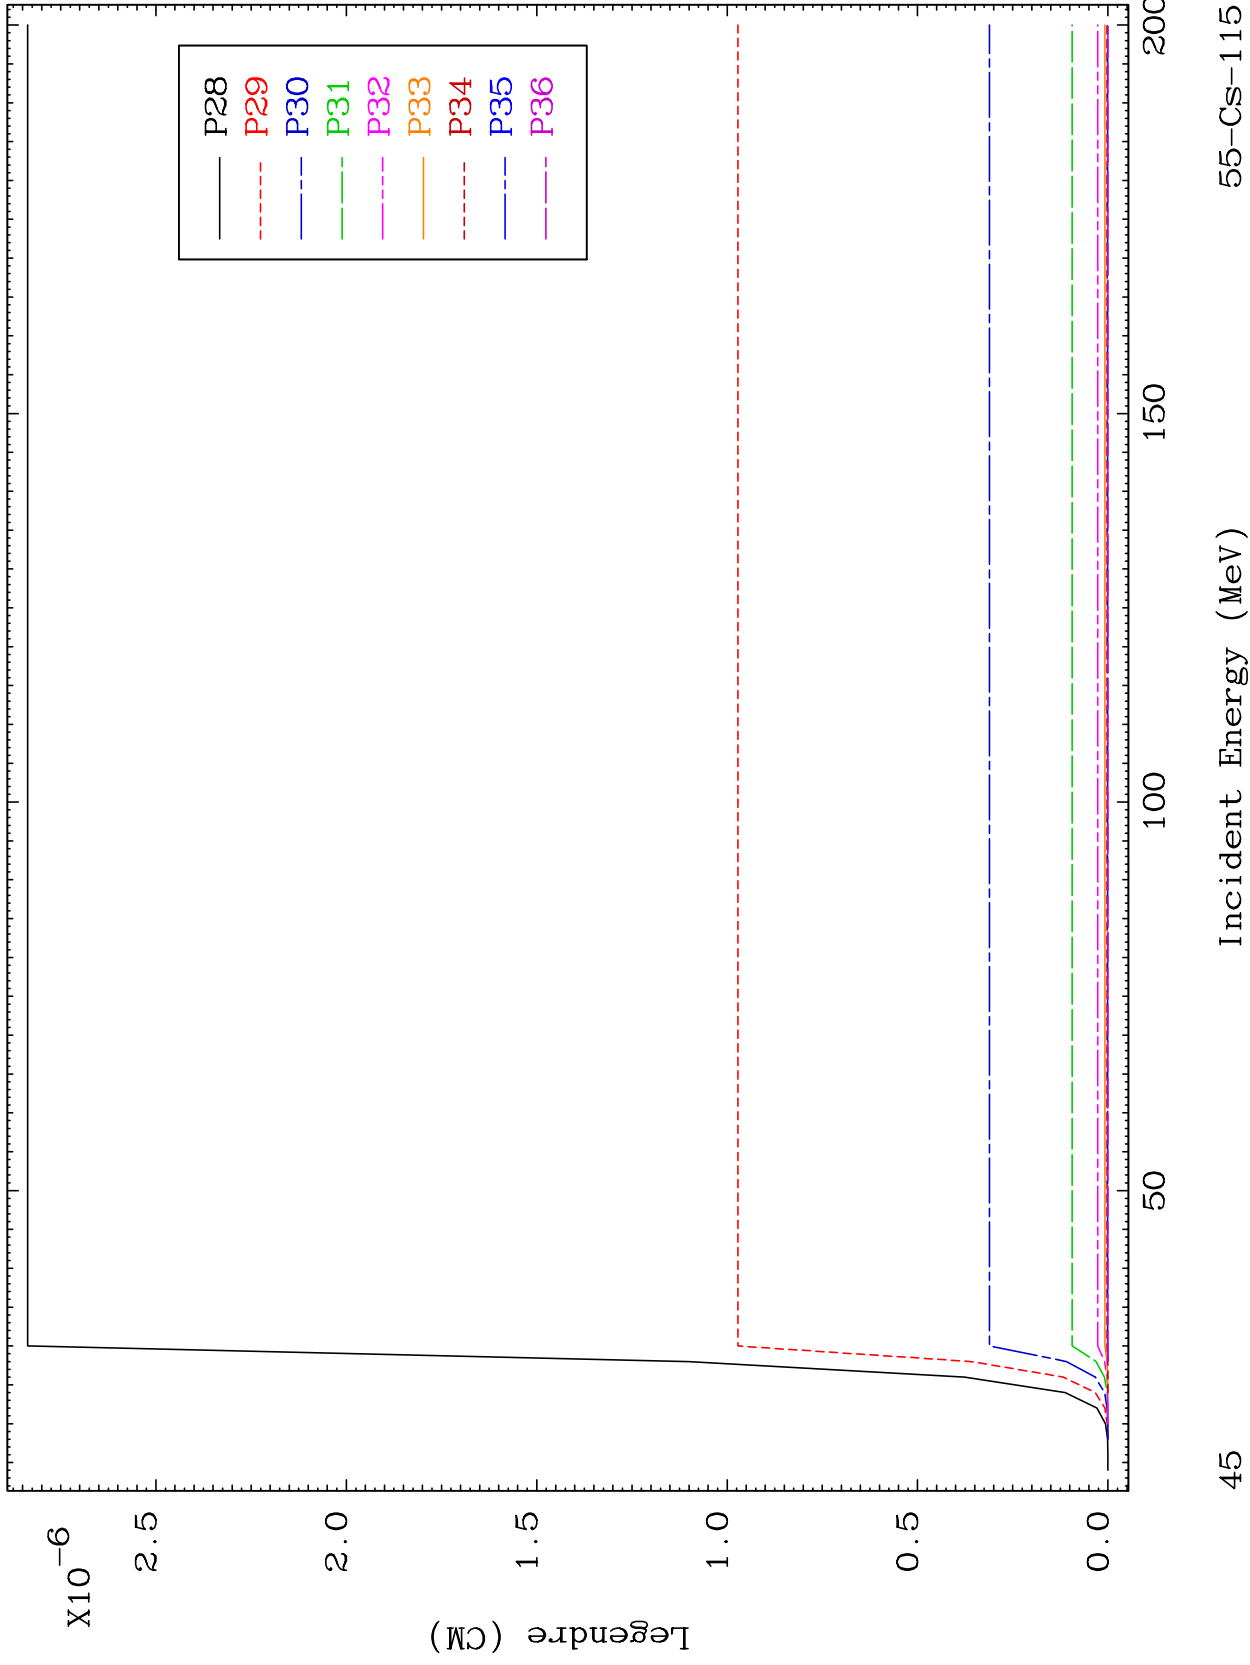 X10-6
2.5
2.0
1.5
1.0
0.5
0.0
Legendre (CM)
P28
P29
P30
P31
P32
P33
P34
P35
P36
50
100
150
200
Incident Energy (MeV)
45
55-Cs-115